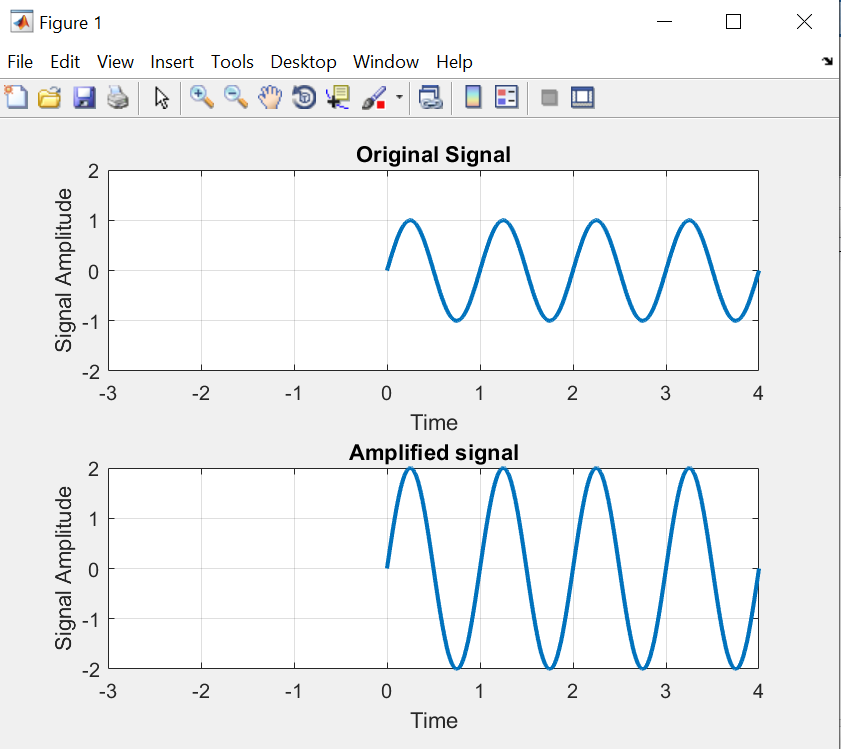 Figure 1
File Edit View Insert Tools Desktop Window Help
Original Signal
Signal Amplitude
2
1
0
-1
-2
-3 -2 -1 0 1 2 3 4
Time
Amplified signal
Signal Amplitude
2
1
0
-1
-2
-3 -2 -1 0 1 2 3 4
Time